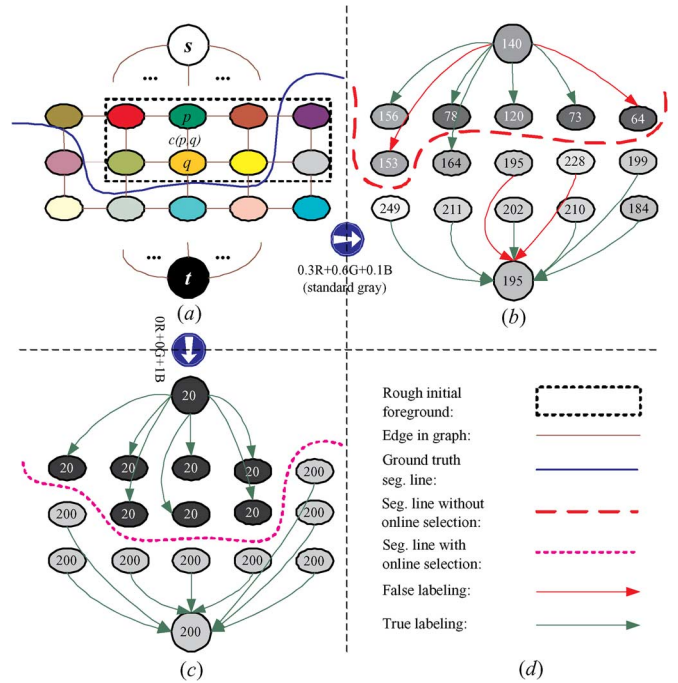 s
... ...
p
c(p,q)
q
... ...
t
(a)
0.3R+0.6G+0.1B
(standard gray)
140
156 78 120 73 64
153 164 195 228 199
249 211 202 210 184
195
(b)
0R+0G+1B
20
20 20 20 20 200
200 20 20 20 200
200 200 200 200 200
200
(c)
Rough initial
foreground:
Edge in graph:
Ground truth
seg. line:
Seg. line without
online selection:
Seg. line with
online selection:
False labeling:
True labeling:
(d)